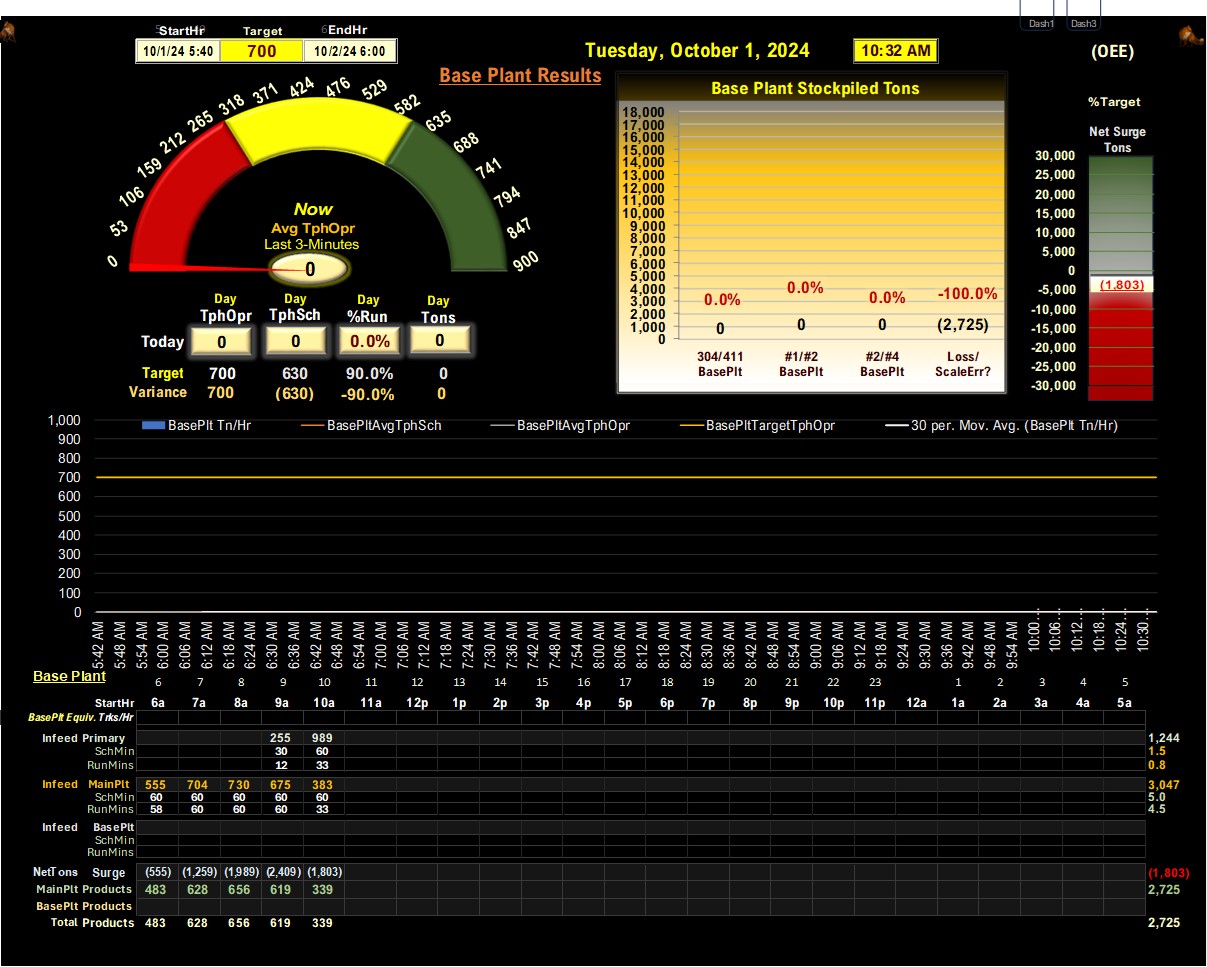 Dash1 Dash3
StartHr Target EndHr
10/1/24 5:40 700 10/2/24 6:00
Tuesday, October 1, 2024 10:32 AM (OEE)
Base Plant Results
0 53 106 159 212 265 318 371 424 476 529 582 635 688 741 794 847 900
Now
Avg TphOpr
Last 3-Minutes
0
Day Day Day Day
TphOpr TphSch %Run Tons
Today 0 0 0.0% 0
Target 700 630 90.0% 0
Variance 700 (630) -90.0% 0
Base Plant Stockpiled Tons
18,000
17,000
16,000
15,000
14,000
13,000
12,000
11,000
10,000
9,000
8,000
7,000
6,000
5,000
4,000
3,000
2,000
1,000
0
0.0% 0.0% 0.0% -100.0%
0 0 0 (2,725)
304/411 #1/#2 #2/#4 Loss/
BasePlt BasePlt BasePlt ScaleErr?
%Target
Net Surge
Tons
30,000
25,000
20,000
15,000
10,000
5,000
0
(1,803)
-5,000
-10,000
-15,000
-20,000
-25,000
-30,000
BasePlt Tn/Hr BasePltAvgTphSch BasePltAvgTphOpr BasePltTargetTphOpr 30 per. Mov. Avg. (BasePlt Tn/Hr)
1,000
900
800
700
600
500
400
300
200
100
0
5:42 AM 5:48 AM 5:54 AM 6:00 AM 6:06 AM 6:12 AM 6:18 AM 6:24 AM 6:30 AM 6:36 AM 6:42 AM 6:48 AM 6:54 AM 7:00 AM 7:06 AM 7:12 AM 7:18 AM 7:24 AM 7:30 AM 7:36 AM 7:42 AM 7:48 AM 7:54 AM 8:00 AM 8:06 AM 8:12 AM 8:18 AM 8:24 AM 8:30 AM 8:36 AM 8:42 AM 8:48 AM 8:54 AM 9:00 AM 9:06 AM 9:12 AM 9:18 AM 9:24 AM 9:30 AM 9:36 AM 9:42 AM 9:48 AM 9:54 AM 10:00… 10:06… 10:12… 10:18… 10:24… 10:30…
Base Plant
6 7 8 9 10 11 12 13 14 15 16 17 18 19 20 21 22 23 1 2 3 4 5
StartHr 6a 7a 8a 9a 10a 11a 12p 1p 2p 3p 4p 5p 6p 7p 8p 9p 10p 11p 12a 1a 2a 3a 4a 5a
BasePlt Equiv. Trks/Hr
Infeed Primary 255 989 1,244
SchMin 30 60 1.5
RunMins 12 33 0.8
Infeed MainPlt 555 704 730 675 383 3,047
SchMin 60 60 60 60 60 5.0
RunMins 58 60 60 60 33 4.5
Infeed BasePlt
SchMin
RunMins
NetTons Surge (555) (1,259) (1,989) (2,409) (1,803) (1,803)
MainPlt Products 483 628 656 619 339 2,725
BasePlt Products
Total Products 483 628 656 619 339 2,725